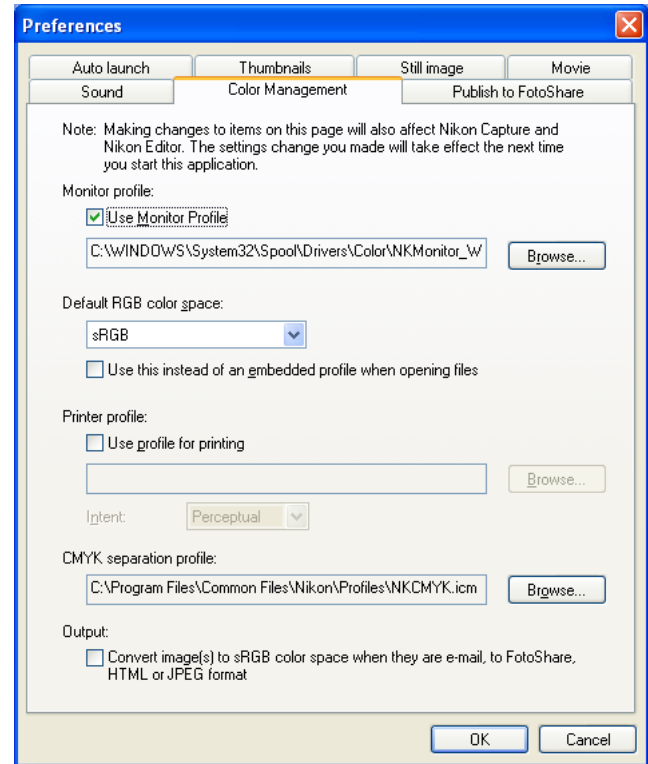 Preferences
Auto launch
Thumbnails
Still image
Movie
Sound
Color Management
Publish to FotoShare
Note: Making changes to items on this page will also affect Nikon Capture and
Nikon Editor. The settings change you made will take effect the next time
you start this application.
Monitor profile:
Use Monitor Profile
C:\WINDOWS\System32\Spool\Drivers\Color\NKMonitor_W
Browse...
Default RGB color space:
sRGB
Use this instead of an embedded profile when opening files
Printer profile:
Use profile for printing
Browse...
Intent:
Perceptual
CMYK separation profile:
C:\Program Files\Common Files\Nikon\Profiles\NKCMYK.icm
Browse...
Output:
Convert image(s) to sRGB color space when they are e-mail, to FotoShare,
HTML or JPEG format
OK
Cancel